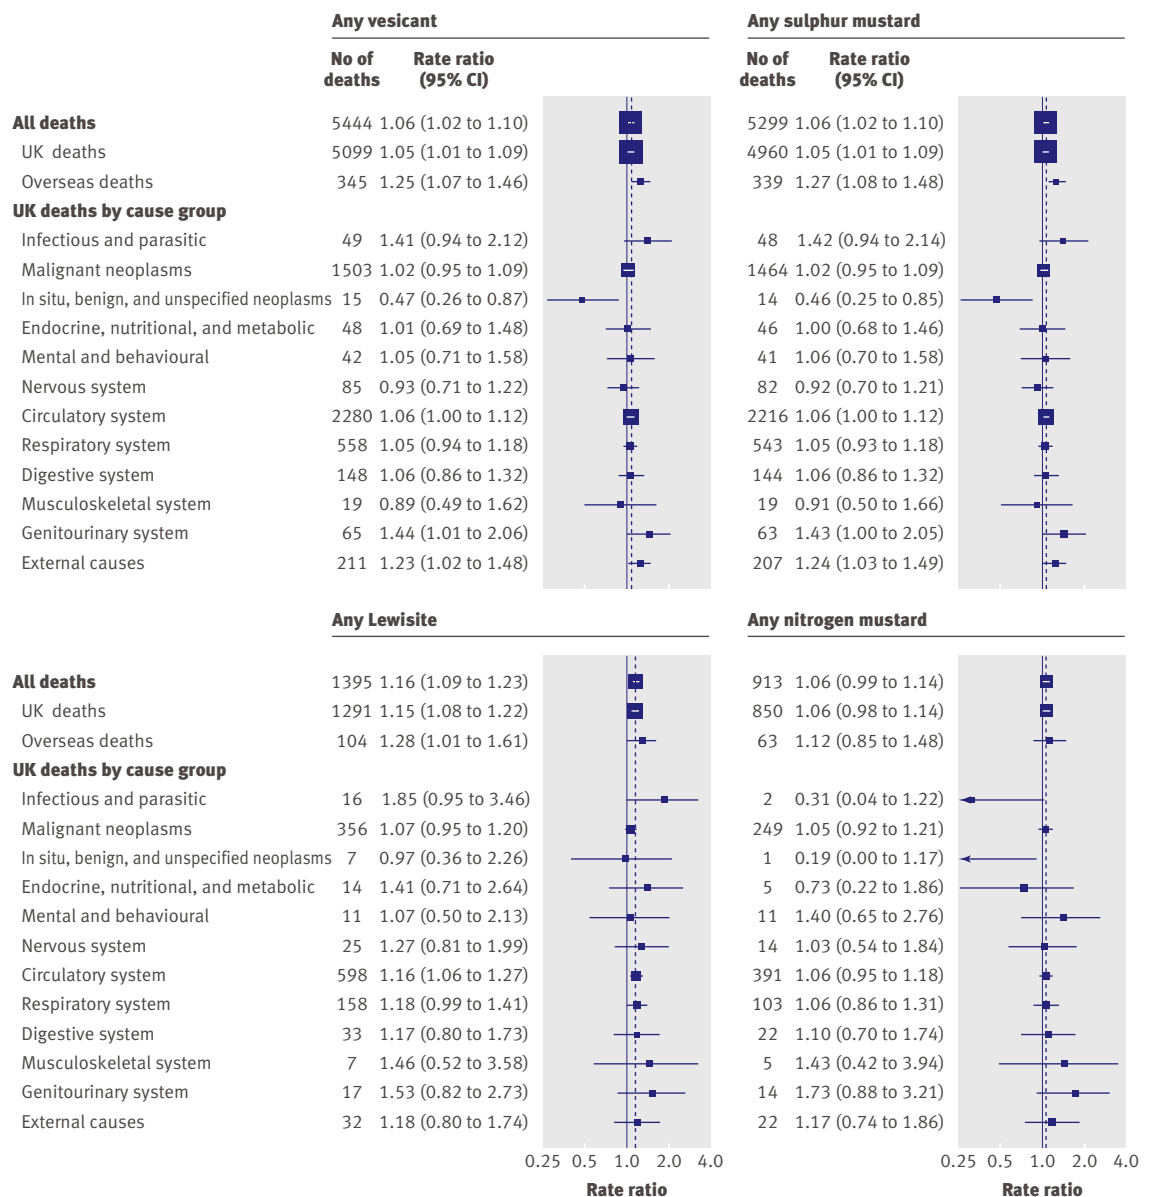 Any vesicant Any sulphur mustard
No of deaths Rate ratio (95% CI) No of deaths Rate ratio (95% CI)
All deaths 5444 1.06 (1.02 to 1.10) 5299 1.06 (1.02 to 1.10)
UK deaths 5099 1.05 (1.01 to 1.09) 4960 1.05 (1.01 to 1.09)
Overseas deaths 345 1.25 (1.07 to 1.46) 339 1.27 (1.08 to 1.48)
UK deaths by cause group
Infectious and parasitic 49 1.41 (0.94 to 2.12) 48 1.42 (0.94 to 2.14)
Malignant neoplasms 1503 1.02 (0.95 to 1.09) 1464 1.02 (0.95 to 1.09)
In situ, benign, and unspecified neoplasms 15 0.47 (0.26 to 0.87) 14 0.46 (0.25 to 0.85)
Endocrine, nutritional, and metabolic 48 1.01 (0.69 to 1.48) 46 1.00 (0.68 to 1.46)
Mental and behavioural 42 1.05 (0.71 to 1.58) 41 1.06 (0.70 to 1.58)
Nervous system 85 0.93 (0.71 to 1.22) 82 0.92 (0.70 to 1.21)
Circulatory system 2280 1.06 (1.00 to 1.12) 2216 1.06 (1.00 to 1.12)
Respiratory system 558 1.05 (0.94 to 1.18) 543 1.05 (0.93 to 1.18)
Digestive system 148 1.06 (0.86 to 1.32) 144 1.06 (0.86 to 1.32)
Musculoskeletal system 19 0.89 (0.49 to 1.62) 19 0.91 (0.50 to 1.66)
Genitourinary system 65 1.44 (1.01 to 2.06) 63 1.43 (1.00 to 2.05)
External causes 211 1.23 (1.02 to 1.48) 207 1.24 (1.03 to 1.49)
Any Lewisite Any nitrogen mustard
All deaths 1395 1.16 (1.09 to 1.23) 913 1.06 (0.99 to 1.14)
UK deaths 1291 1.15 (1.08 to 1.22) 850 1.06 (0.98 to 1.14)
Overseas deaths 104 1.28 (1.01 to 1.61) 63 1.12 (0.85 to 1.48)
UK deaths by cause group
Infectious and parasitic 16 1.85 (0.95 to 3.46) 2 0.31 (0.04 to 1.22)
Malignant neoplasms 356 1.07 (0.95 to 1.20) 249 1.05 (0.92 to 1.21)
In situ, benign, and unspecified neoplasms 7 0.97 (0.36 to 2.26) 1 0.19 (0.00 to 1.17)
Endocrine, nutritional, and metabolic 14 1.41 (0.71 to 2.64) 5 0.73 (0.22 to 1.86)
Mental and behavioural 11 1.07 (0.50 to 2.13) 11 1.40 (0.65 to 2.76)
Nervous system 25 1.27 (0.81 to 1.99) 14 1.03 (0.54 to 1.84)
Circulatory system 598 1.16 (1.06 to 1.27) 391 1.06 (0.95 to 1.18)
Respiratory system 158 1.18 (0.99 to 1.41) 103 1.06 (0.86 to 1.31)
Digestive system 33 1.17 (0.80 to 1.73) 22 1.10 (0.70 to 1.74)
Musculoskeletal system 7 1.46 (0.52 to 3.58) 5 1.43 (0.42 to 3.94)
Genitourinary system 17 1.53 (0.82 to 2.73) 14 1.73 (0.88 to 3.21)
External causes 32 1.18 (0.80 to 1.74) 22 1.17 (0.74 to 1.86)
0.25 0.5 1.0 2.0 4.0 0.25 0.5 1.0 2.0 4.0
Rate ratio Rate ratio